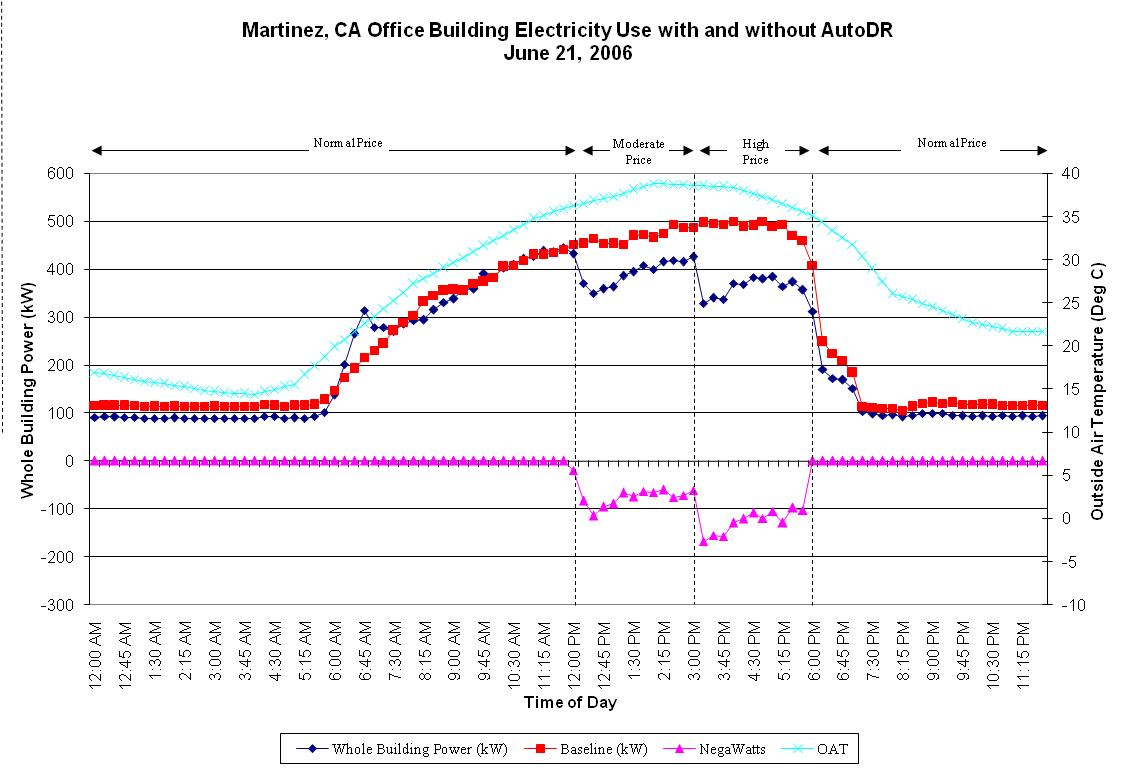 Martinez, CA Office Building Electricity Use with and without AutoDR
June 21, 2006
Normal Price
Moderate
Price
High
Price
Normal Price
600
500
400
300
200
100
0
-100
-200
-300
Whole Building Power (kW)
40
35
30
25
20
15
10
5
0
-5
-10
Outside Air Temperature (Deg C)
12:00 AM
12:45 AM
1:30 AM
2:15 AM
3:00 AM
3:45 AM
4:30 AM
5:15 AM
6:00 AM
6:45 AM
7:30 AM
8:15 AM
9:00 AM
9:45 AM
10:30 AM
11:15 AM
12:00 PM
12:45 PM
1:30 PM
2:15 PM
3:00 PM
3:45 PM
4:30 PM
5:15 PM
6:00 PM
6:45 PM
7:30 PM
8:15 PM
9:00 PM
9:45 PM
10:30 PM
11:15 PM
Time of Day
Whole Building Power (kW)
Baseline (kW)
NegaWatts
OAT